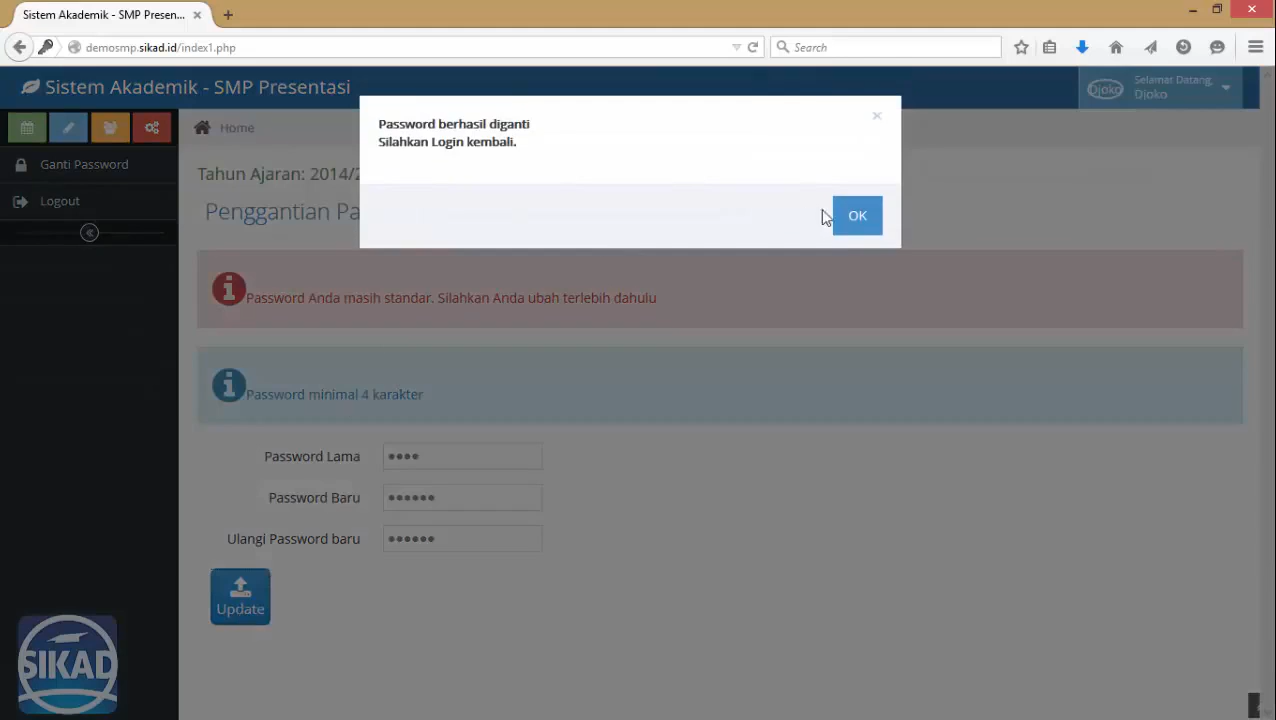 Sistem Akademik - SMP Presen...
demosmp.sikad.id/index1.php
Search
Sistem Akademik - SMP Presentasi
Djoko
Selamat Datang,
Djoko
Home
Ganti Password
Logout
Password berhasil diganti
Silahkan Login kembali.
OK
Tahun Ajaran: 2014/2
Penggantian Pa
Password Anda masih standar. Silahkan Anda ubah terlebih dahulu
Password minimal 4 karakter
Password Lama
Password Baru
Ulangi Password baru
Update
SIKAD